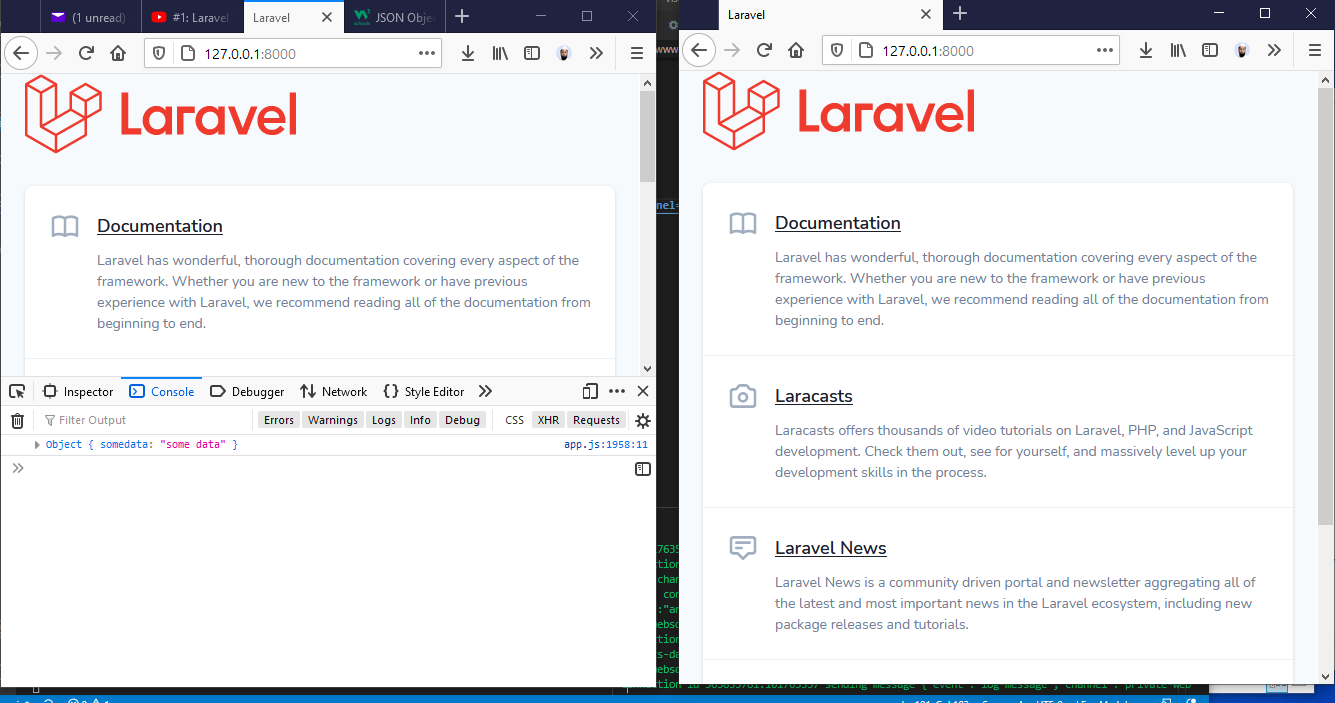 (1 unread)
#1: Laravel
Laravel
JSON Obje
127.0.0.1:8000
Laravel
Documentation
Laravel has wonderful, thorough documentation covering every aspect of the
framework. Whether you are new to the framework or have previous
experience with Laravel, we recommend reading all of the documentation from
beginning to end.
Inspector
Console
Debugger
Network
Style Editor
Filter Output
Errors
Warnings
Logs
Info
Debug
CSS
XHR
Requests
Object { somedata: "some data" }
app.js:1958:11
www
nel=
Laravel
127.0.0.1:8000
Laravel
Documentation
Laravel has wonderful, thorough documentation covering every aspect of the
framework. Whether you are new to the framework or have previous
experience with Laravel, we recommend reading all of the documentation from
beginning to end.
Laracasts
Laracasts offers thousands of video tutorials on Laravel, PHP, and JavaScript
development. Check them out, see for yourself, and massively level up your
development skills in the process.
Laravel News
Laravel News is a community driven portal and newsletter aggregating all of
the latest and most important news in the Laravel ecosystem, including new
package releases and tutorials.